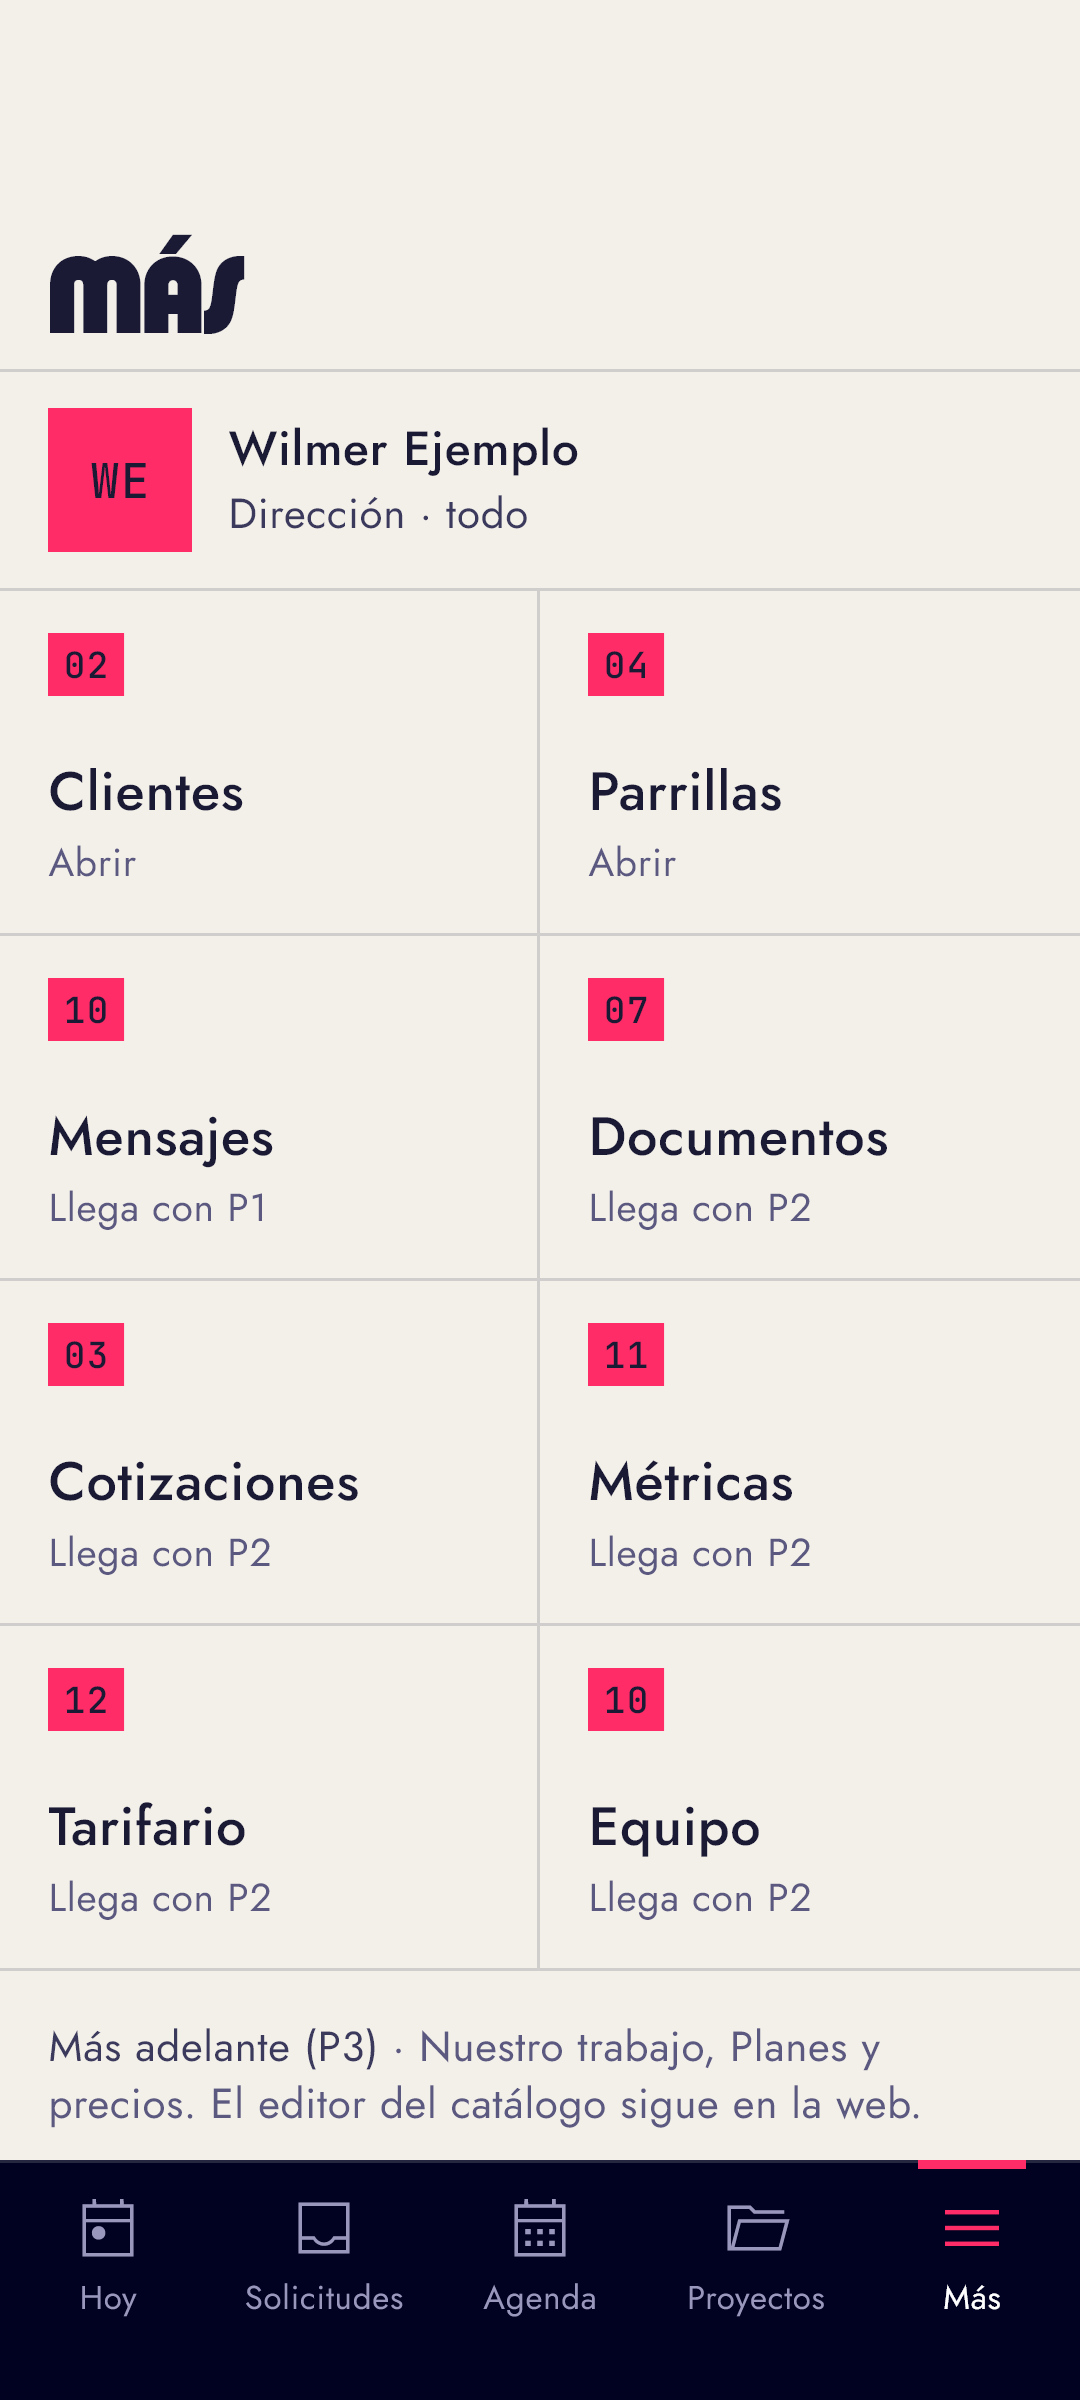 MÁS
WE
Wilmer Ejemplo
Dirección · todo
02
Clientes
Abrir
04
Parrillas
Abrir
10
Mensajes
Llega con P1
07
Documentos
Llega con P2
03
Cotizaciones
Llega con P2
11
Métricas
Llega con P2
12
Tarifario
Llega con P2
10
Equipo
Llega con P2
Más adelante (P3) · Nuestro trabajo, Planes y
precios. El editor del catálogo sigue en la web.
Hoy
Solicitudes
Agenda
Proyectos
Más